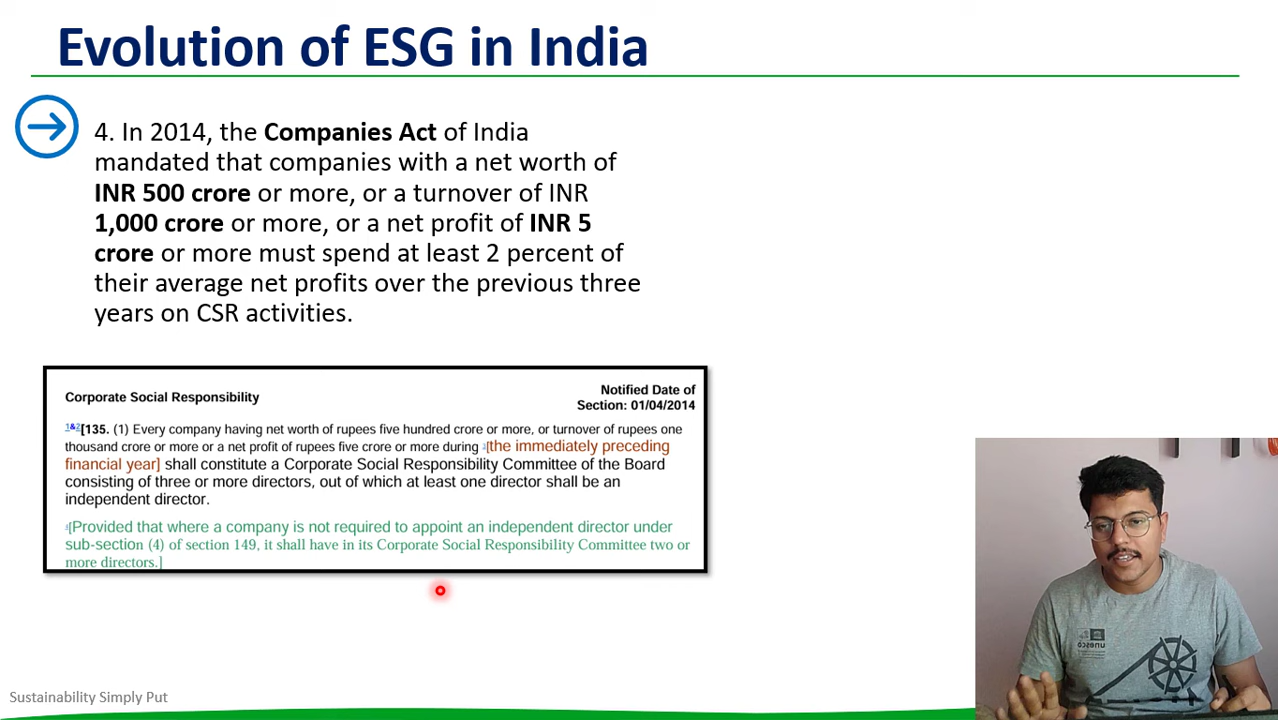 Evolution of ESG in India
4. In 2014, the Companies Act of India
mandated that companies with a net worth of
INR 500 crore or more, or a turnover of INR
1,000 crore or more, or a net profit of INR 5
crore or more must spend at least 2 percent of
their average net profits over the previous three
years on CSR activities.
Corporate Social Responsibility
Notified Date of
Section: 01/04/2014
1&2[135. (1) Every company having net worth of rupees five hundred crore or more, or turnover of rupees one
thousand crore or more or a net profit of rupees five crore or more during [the immediately preceding
financial year] shall constitute a Corporate Social Responsibility Committee of the Board
consisting of three or more directors, out of which at least one director shall be an
independent director.
[Provided that where a company is not required to appoint an independent director under
sub-section (4) of section 149, it shall have in its Corporate Social Responsibility Committee two or
more directors.]
unesco
Sustainability Simply Put